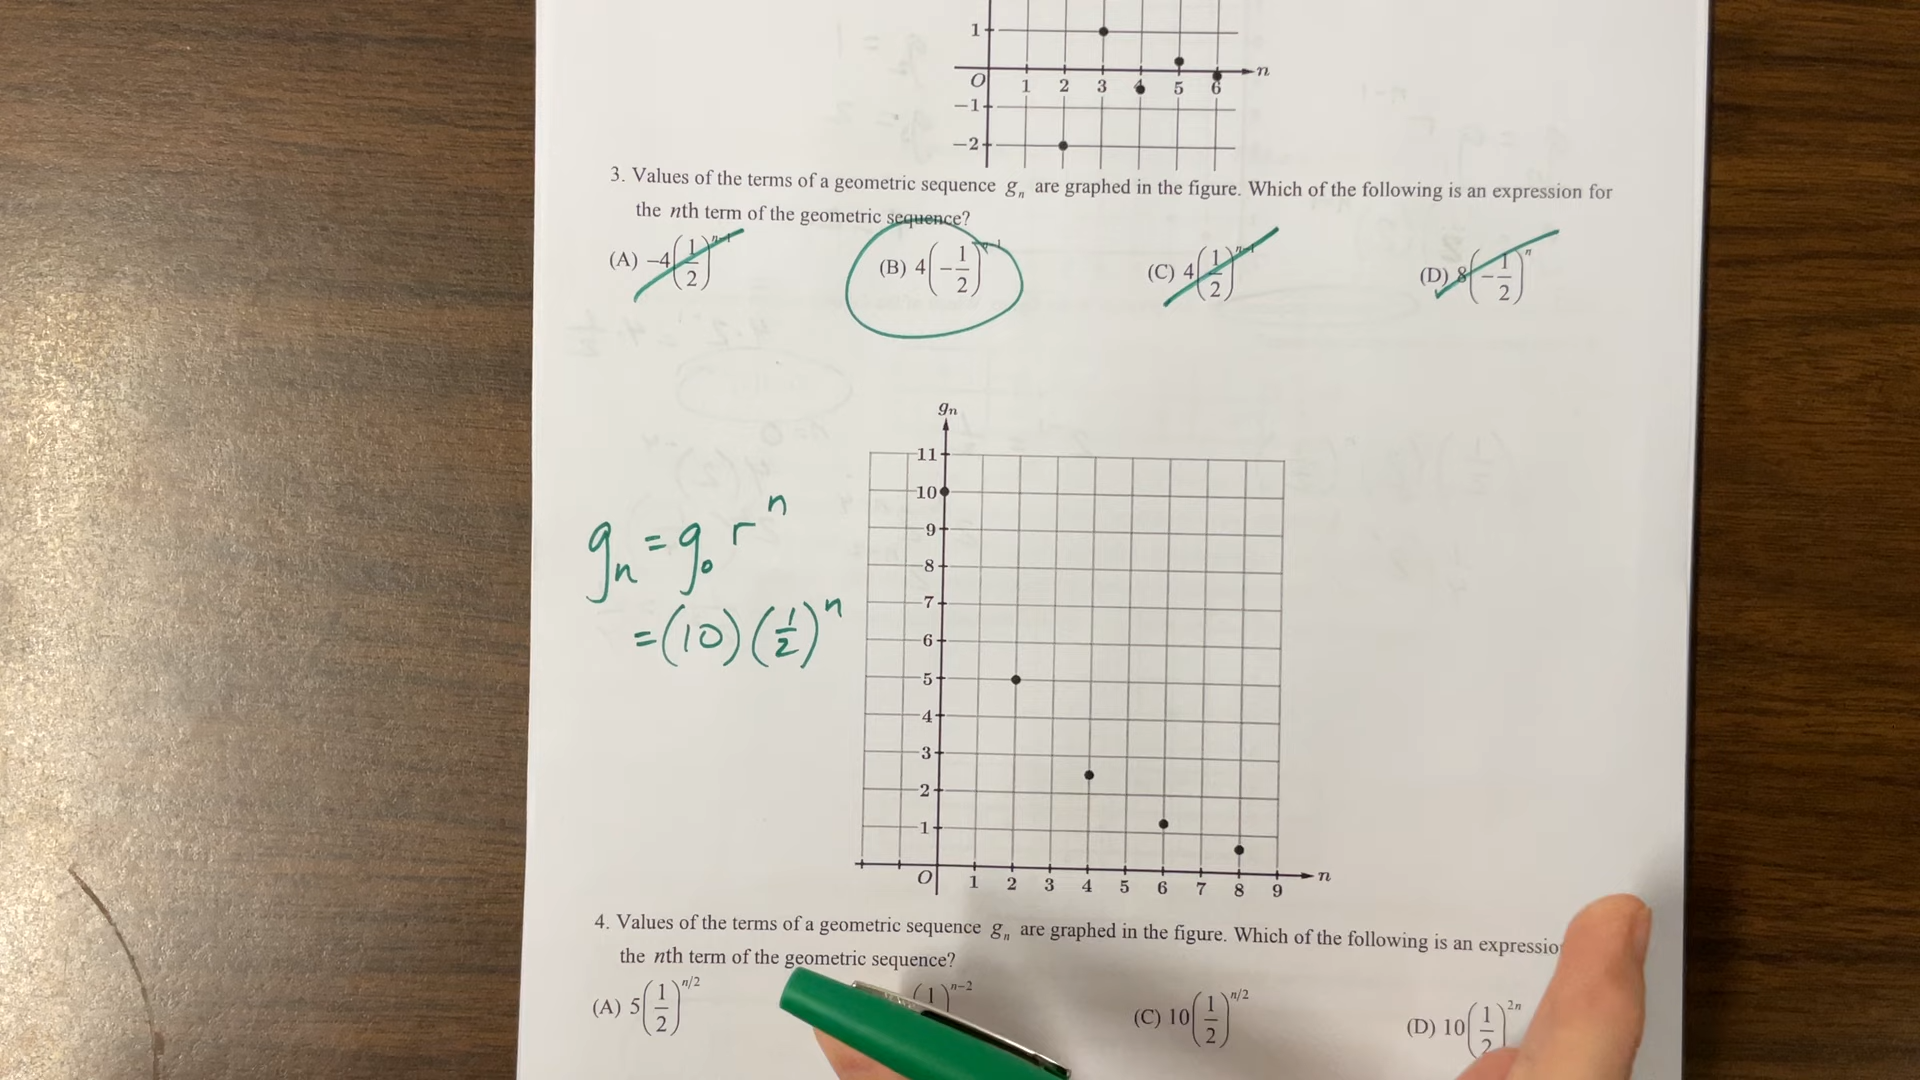 1
O 1 2 3 4 5 6 n
−1
−2
3. Values of the terms of a geometric sequence gₙ are graphed in the figure. Which of the following is an expression for
the nth term of the geometric sequence?
(A) −4(1/2)ⁿ⁻¹ (B) 4(−1/2)ⁿ⁻¹ (C) 4(1/2)ⁿ⁻¹ (D) 8(−1/2)ⁿ
gn
11
10
9
8
7
6
5
4
3
2
1
O 1 2 3 4 5 6 7 8 9 n
gₙ = g₀ rⁿ
= (10) (1/2)ⁿ
4. Values of the terms of a geometric sequence gₙ are graphed in the figure. Which of the following is an expressio
the nth term of the geometric sequence?
(A) 5(1/2)^(n/2) (1 )^(n−2) (C) 10(1/2)^(n/2) (D) 10(1/2)^(2n)